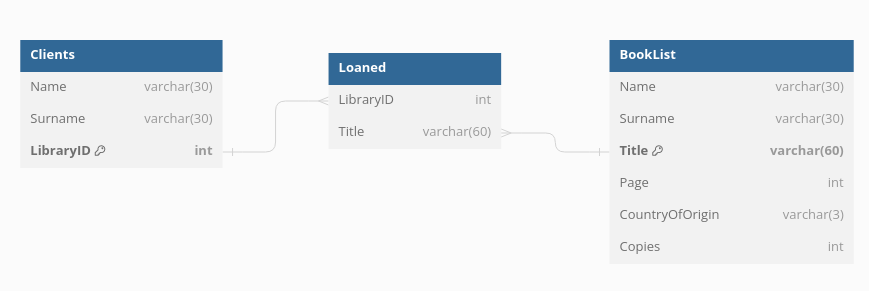 Clients
Name varchar(30)
Surname varchar(30)
LibraryID int
Loaned
LibraryID int
Title varchar(60)
BookList
Name varchar(30)
Surname varchar(30)
Title varchar(60)
Page int
CountryOfOrigin varchar(3)
Copies int